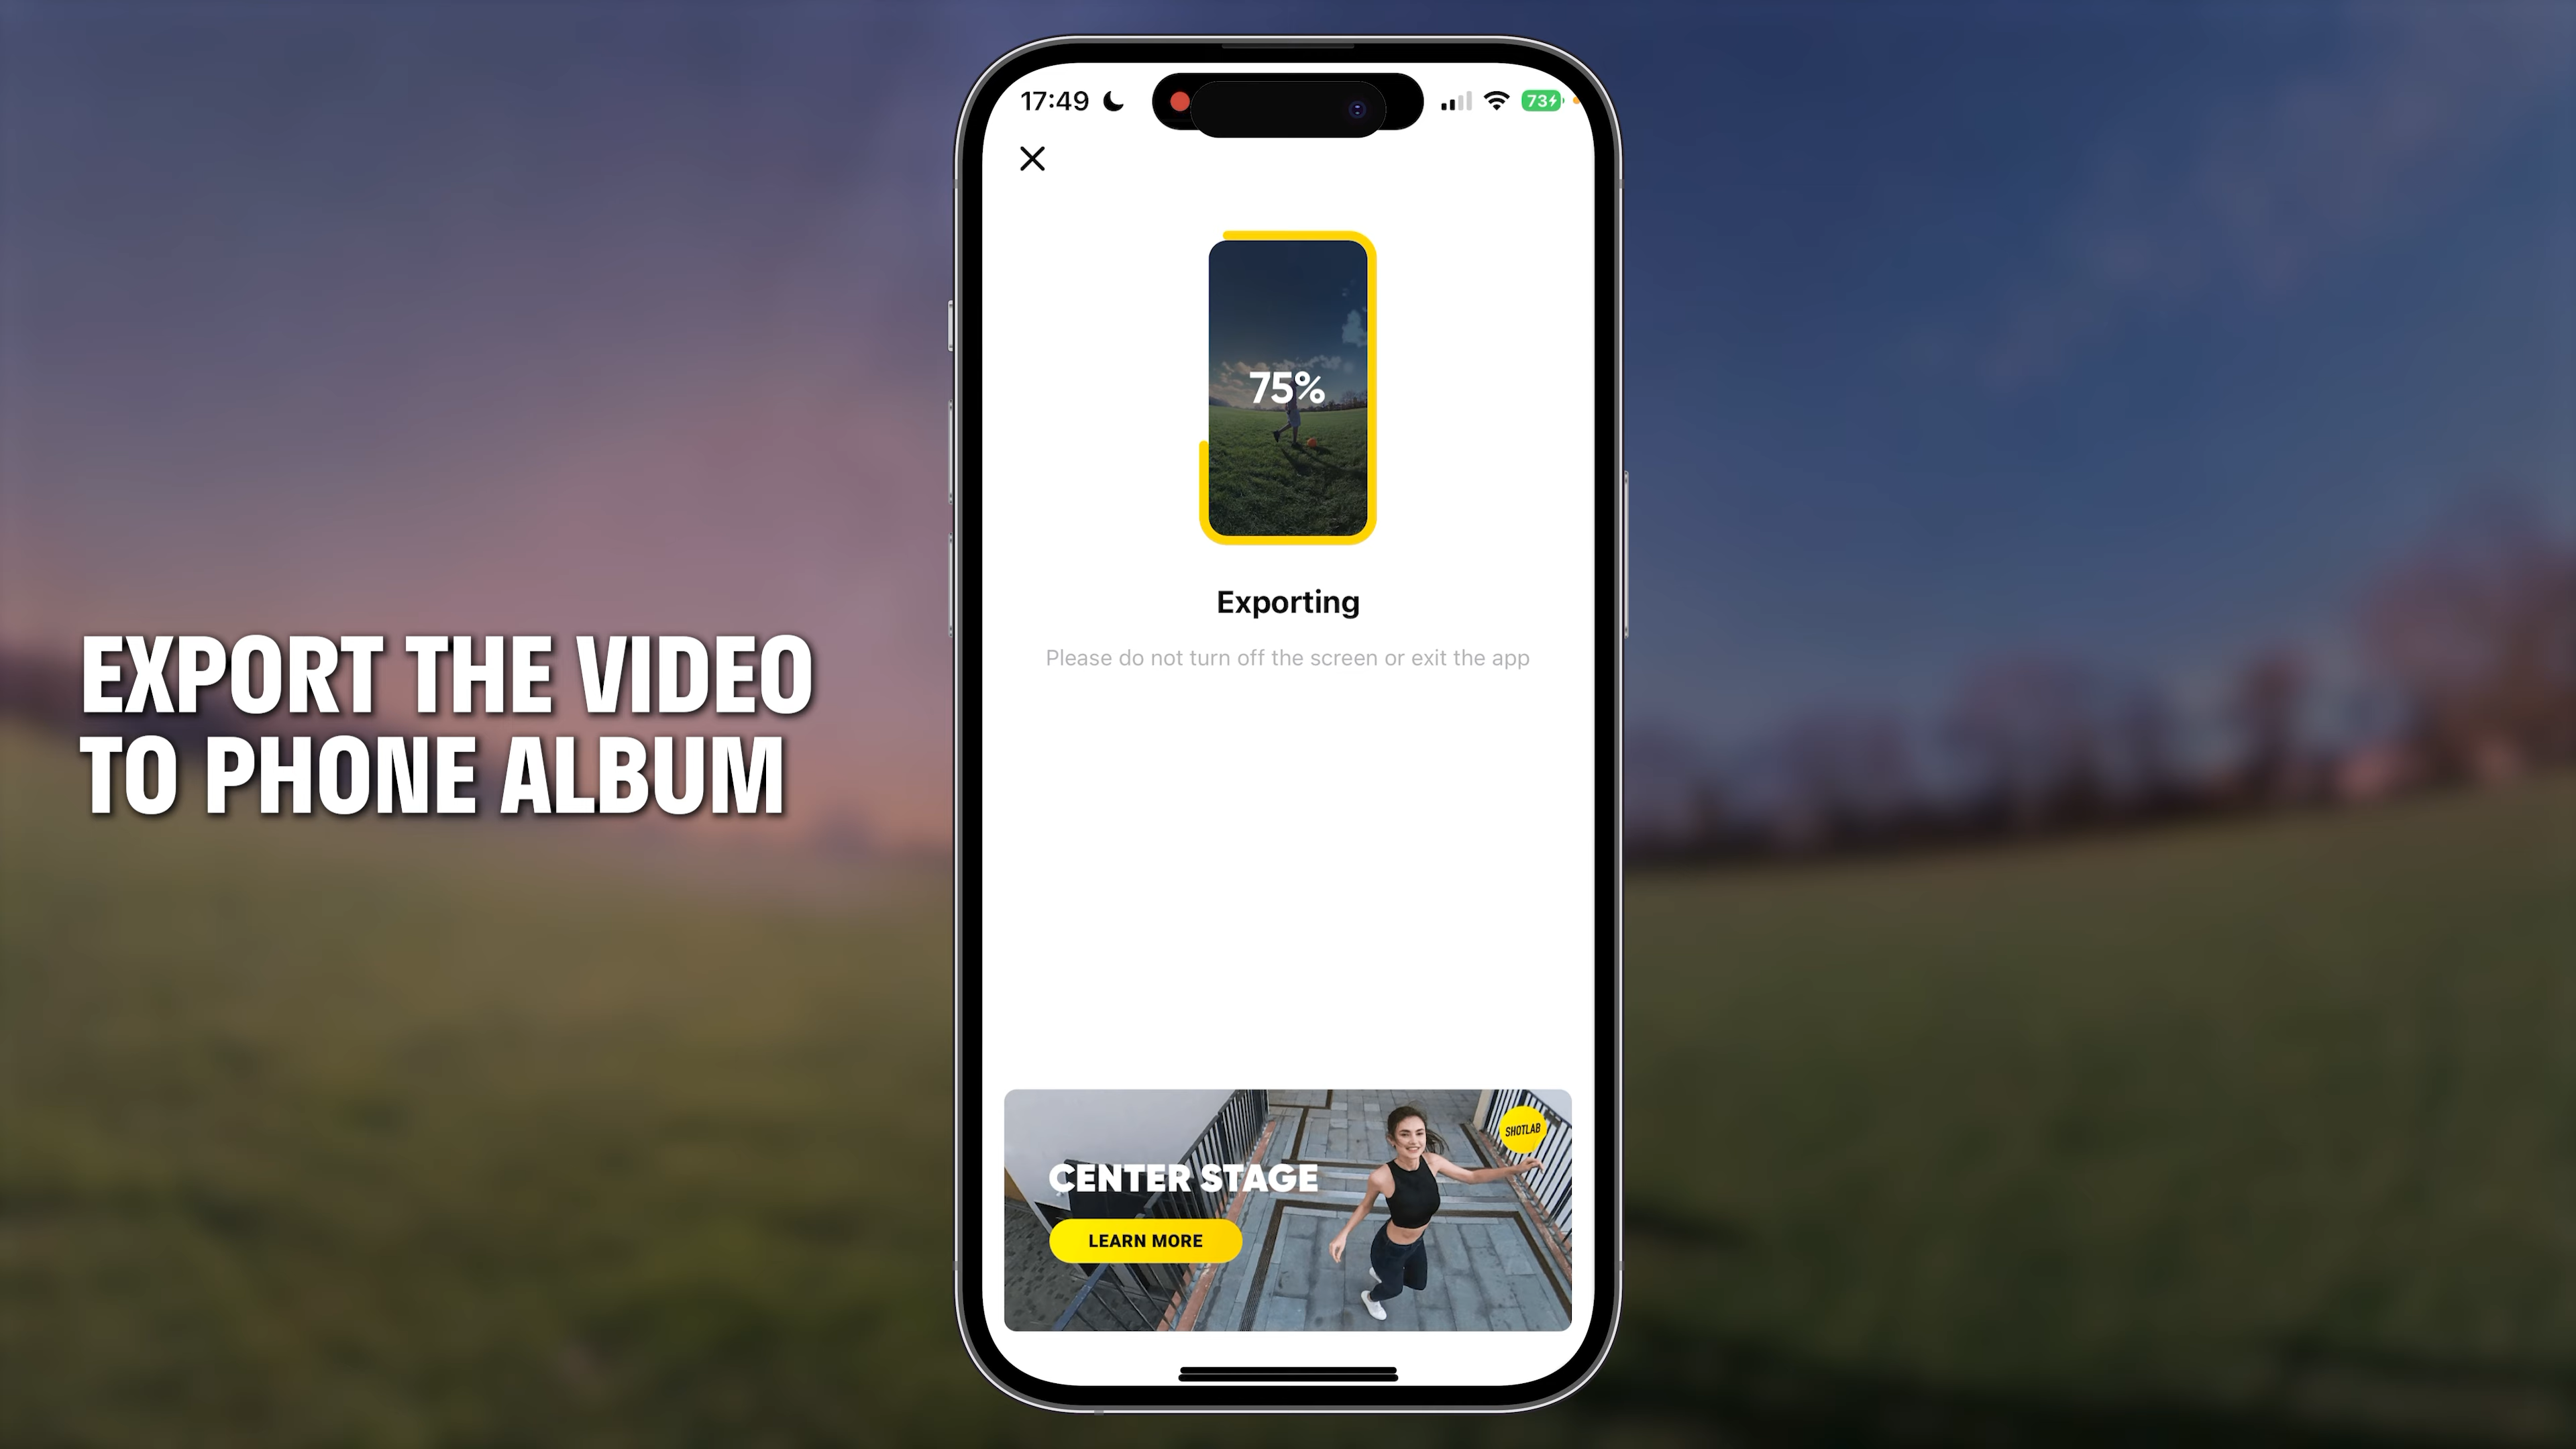 EXPORT THE VIDEO
TO PHONE ALBUM
17:49
73
75%
Exporting
Please do not turn off the screen or exit the app
SHOTLAB
CENTER STAGE
LEARN MORE